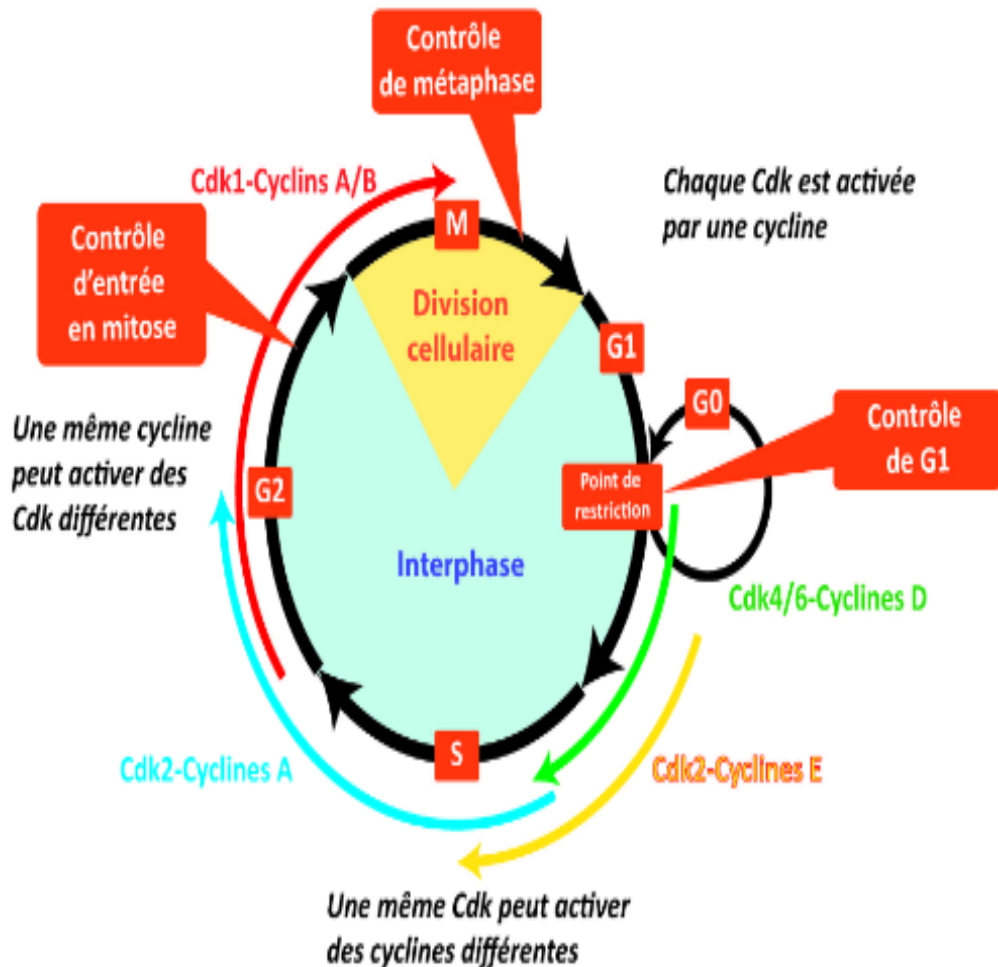 Contrôle
de métaphase
Cdk1-Cyclins A/B
Chaque Cdk est activée
par une cycline
Contrôle
d'entrée
en mitose
M
Division
cellulaire
G1
G0
Contrôle
de G1
Une même cycline
peut activer des
Cdk différentes
G2
Point de
restriction
Interphase
Cdk4/6-Cyclines D
S
Cdk2-Cyclines A
Cdk2-Cyclines E
Une même Cdk peut activer
des cyclines différentes